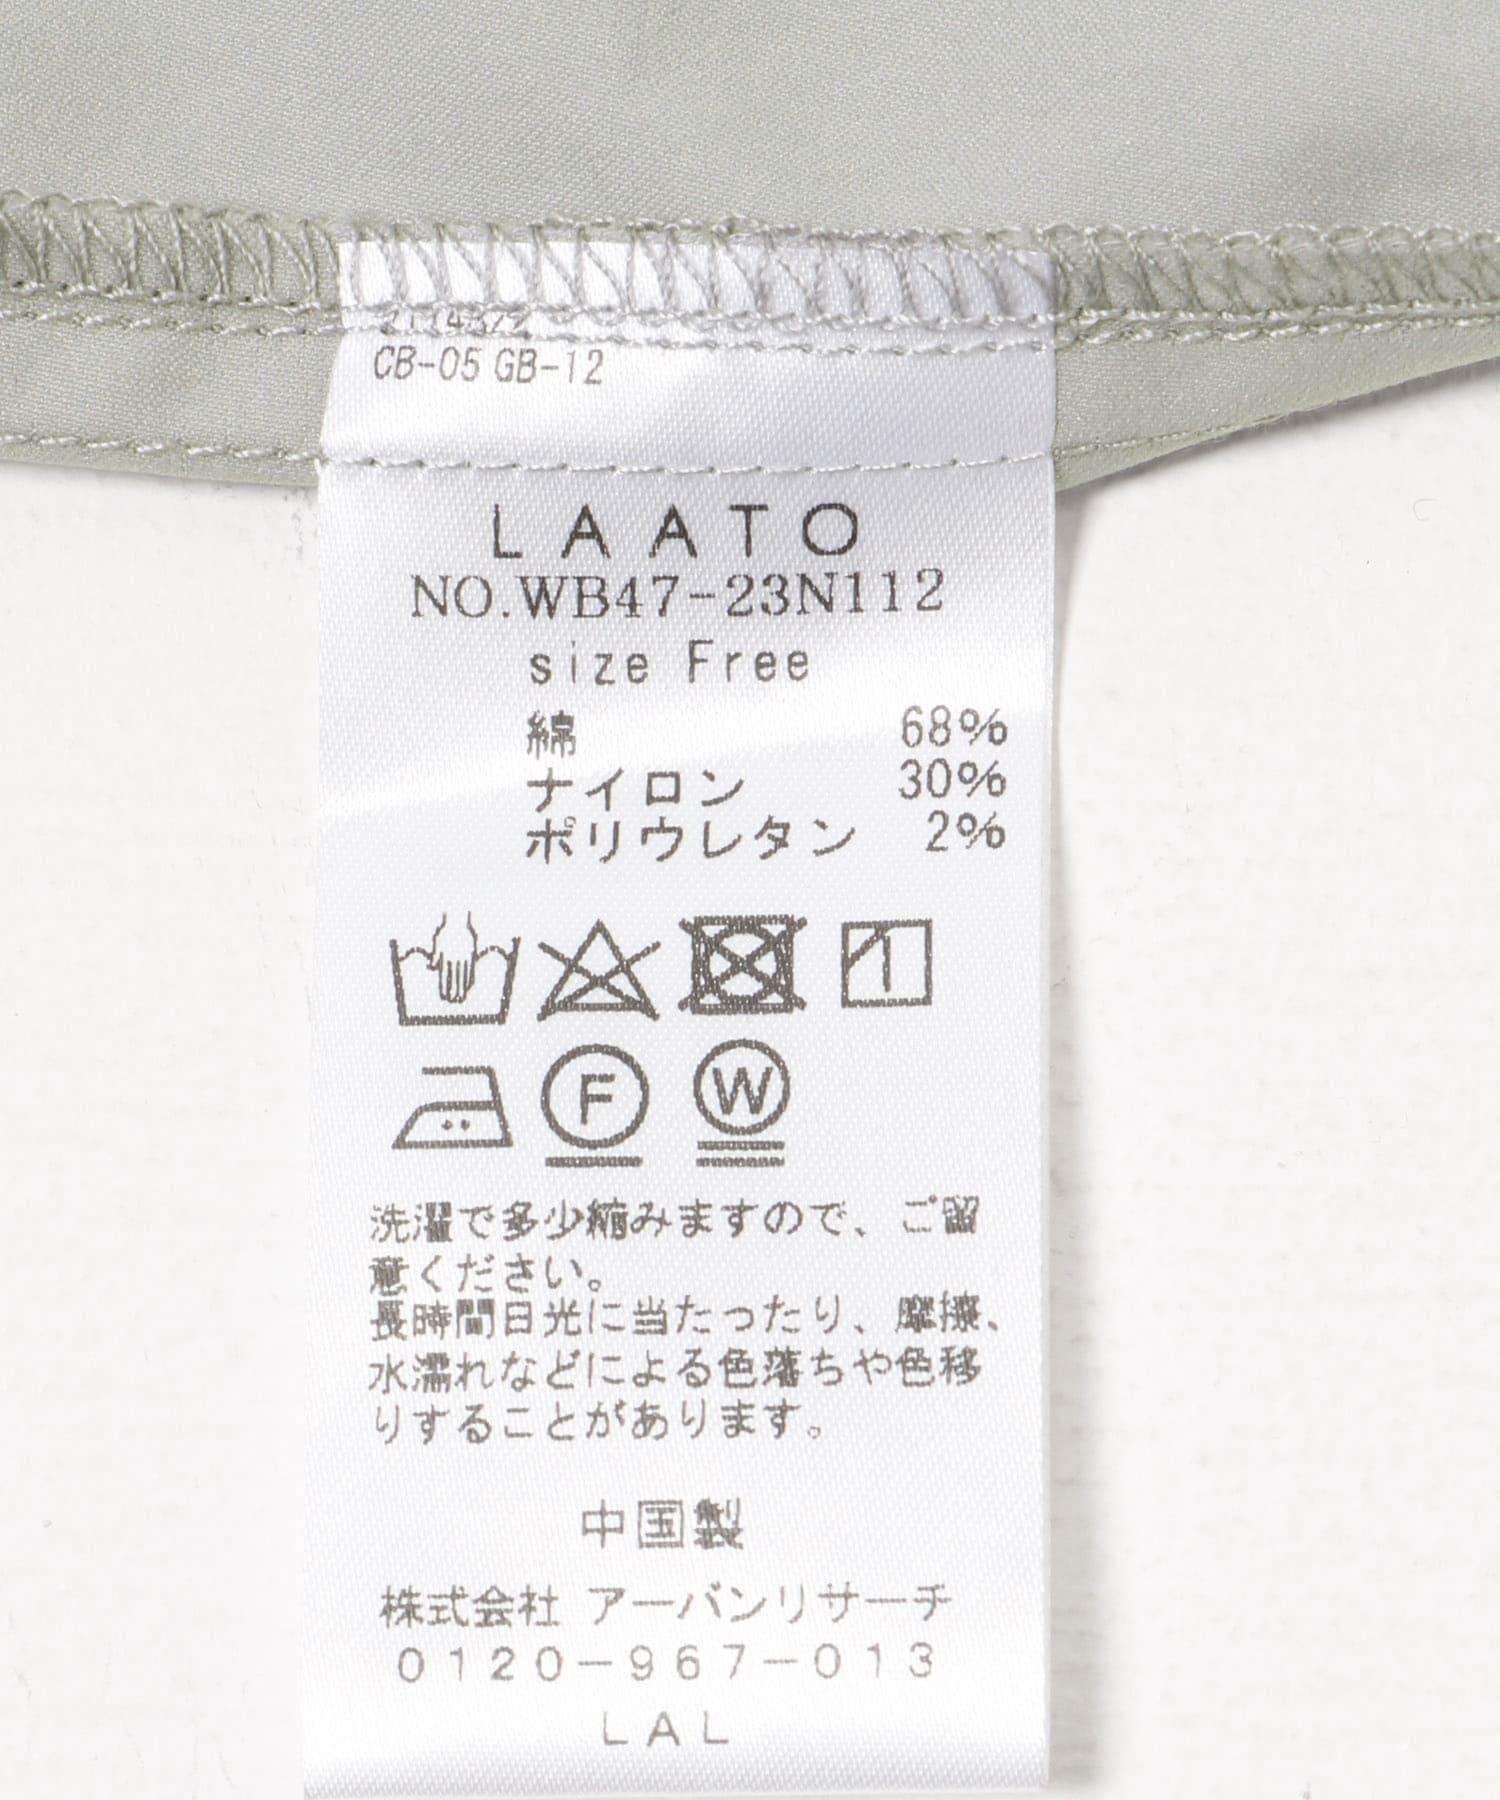 CB-05 GB-12
LAATO
NO.WB47-23N112
size Free
綿 68%
ナイロン 30%
ポリウレタン 2%
F W
洗濯で多少縮みますので、ご留
意ください。
長時間日光に当たったり、摩擦、
水濡れなどによる色落ちや色移
りすることがあります。
中国製
株式会社 アーバンリサーチ
0120-967-013
LAL